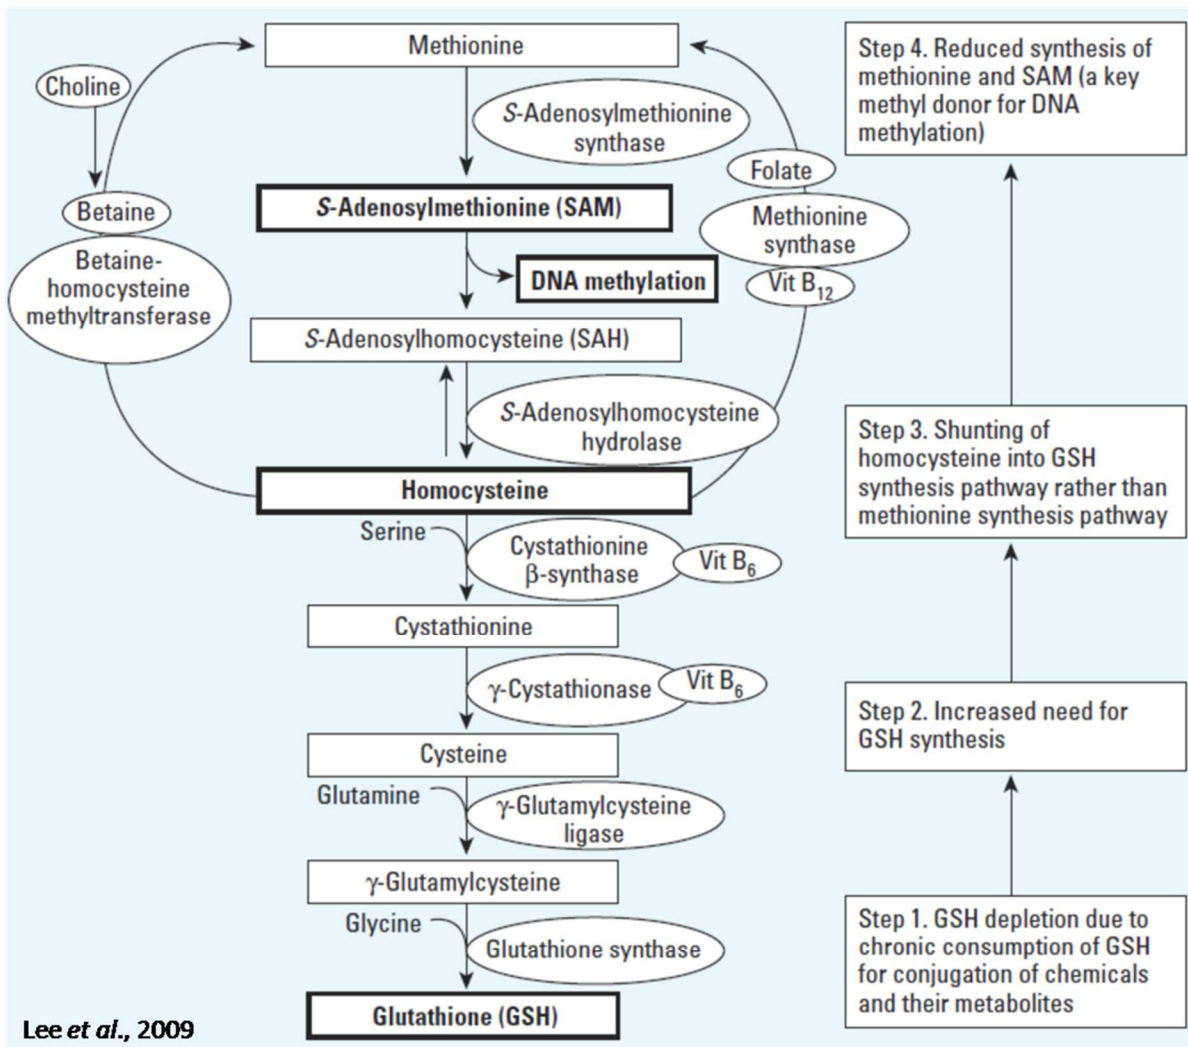 Methionine
Choline
S-Adenosylmethionine
synthase
Folate
Betaine
S-Adenosylmethionine (SAM)
Methionine
synthase
Betaine-
homocysteine
methyltransferase
DNA methylation
Vit B12
S-Adenosylhomocysteine (SAH)
S-Adenosylhomocysteine
hydrolase
Homocysteine
Serine
Cystathionine
β-synthase
Vit B6
Cystathionine
γ-Cystathionase
Vit B6
Cysteine
Glutamine
γ-Glutamylcysteine
ligase
γ-Glutamylcysteine
Glycine
Glutathione synthase
Glutathione (GSH)
Step 4. Reduced synthesis of
methionine and SAM (a key
methyl donor for DNA
methylation)
Step 3. Shunting of
homocysteine into GSH
synthesis pathway rather than
methionine synthesis pathway
Step 2. Increased need for
GSH synthesis
Step 1. GSH depletion due to
chronic consumption of GSH
for conjugation of chemicals
and their metabolites
Lee et al., 2009